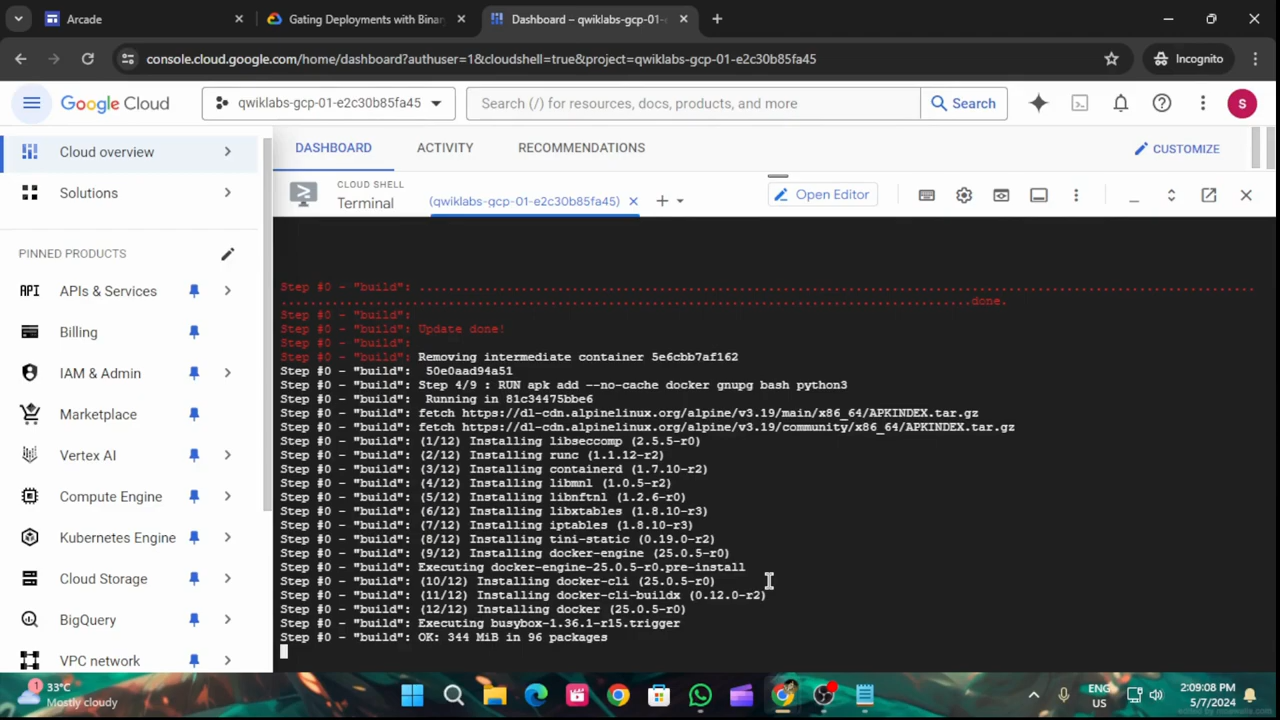 Arcade
Gating Deployments with Binar
Dashboard – qwiklabs-gcp-01-
console.cloud.google.com/home/dashboard?authuser=1&cloudshell=true&project=qwiklabs-gcp-01-e2c30b85fa45
Incognito
Google Cloud
qwiklabs-gcp-01-e2c30b85fa45
Search (/) for resources, docs, products, and more
Search
S
Cloud overview
Solutions
PINNED PRODUCTS
API APIs & Services
Billing
IAM & Admin
Marketplace
Vertex AI
Compute Engine
Kubernetes Engine
Cloud Storage
BigQuery
VPC network
DASHBOARD
ACTIVITY
RECOMMENDATIONS
CUSTOMIZE
CLOUD SHELL
Terminal
(qwiklabs-gcp-01-e2c30b85fa45)
Open Editor
Step #0 - "build": ....................................................................................................................
................................................................................................done.
Step #0 - "build":
Step #0 - "build": Update done!
Step #0 - "build":
Step #0 - "build": Removing intermediate container 5e6cbb7af162
Step #0 - "build":  50e0aad94a51
Step #0 - "build": Step 4/9 : RUN apk add --no-cache docker gnupg bash python3
Step #0 - "build":  Running in 81c34475bbe6
Step #0 - "build": fetch https://dl-cdn.alpinelinux.org/alpine/v3.19/main/x86_64/APKINDEX.tar.gz
Step #0 - "build": fetch https://dl-cdn.alpinelinux.org/alpine/v3.19/community/x86_64/APKINDEX.tar.gz
Step #0 - "build": (1/12) Installing libseccomp (2.5.5-r0)
Step #0 - "build": (2/12) Installing runc (1.1.12-r2)
Step #0 - "build": (3/12) Installing containerd (1.7.10-r2)
Step #0 - "build": (4/12) Installing libmnl (1.0.5-r2)
Step #0 - "build": (5/12) Installing libnftnl (1.2.6-r0)
Step #0 - "build": (6/12) Installing libxtables (1.8.10-r3)
Step #0 - "build": (7/12) Installing iptables (1.8.10-r3)
Step #0 - "build": (8/12) Installing tini-static (0.19.0-r2)
Step #0 - "build": (9/12) Installing docker-engine (25.0.5-r0)
Step #0 - "build": Executing docker-engine-25.0.5-r0.pre-install
Step #0 - "build": (10/12) Installing docker-cli (25.0.5-r0)
Step #0 - "build": (11/12) Installing docker-cli-buildx (0.12.0-r2)
Step #0 - "build": (12/12) Installing docker (25.0.5-r0)
Step #0 - "build": Executing busybox-1.36.1-r15.trigger
Step #0 - "build": OK: 344 MiB in 96 packages
1
33°C
Mostly cloudy
ENG
US
2:09:08 PM
5/7/2024